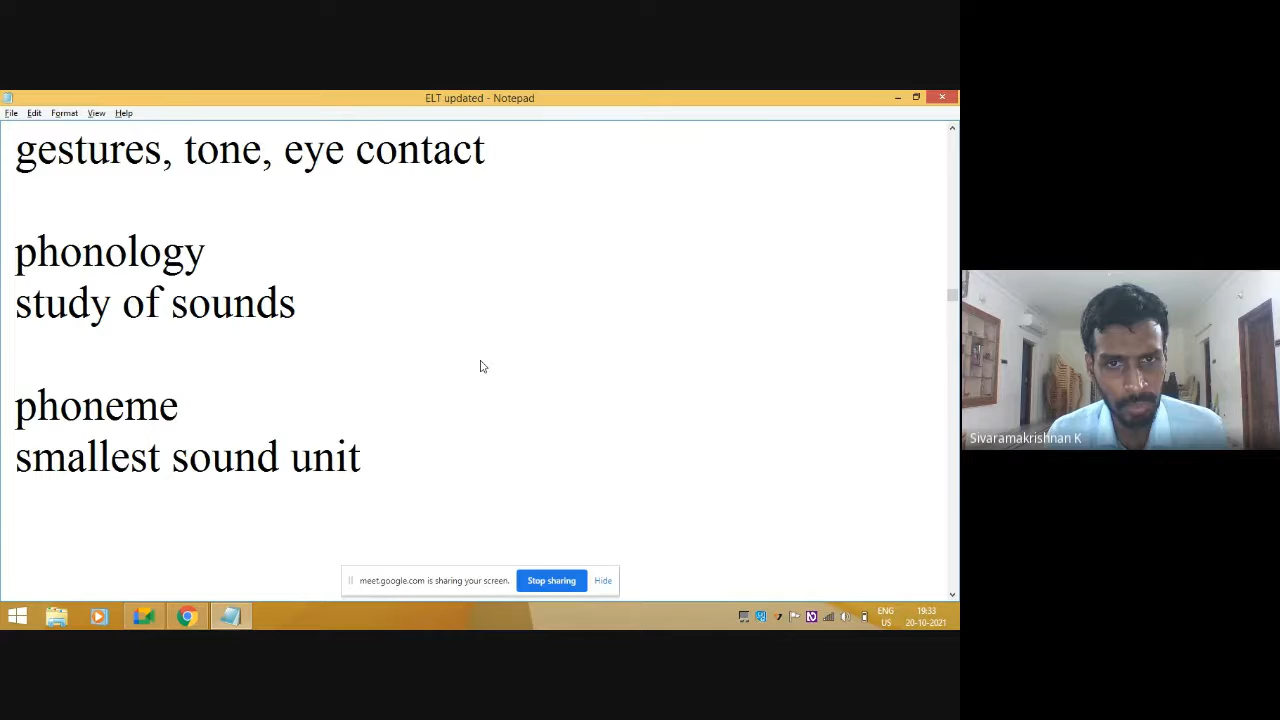 ELT updated - Notepad
File Edit Format View Help
gestures, tone, eye contact
phonology
study of sounds
phoneme
smallest sound unit
meet.google.com is sharing your screen. Stop sharing Hide
ENG 19:33
US 20-10-2021
Sivaramakrishnan K